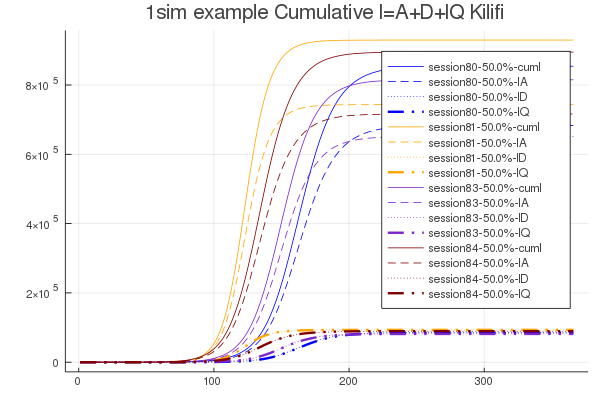 1sim example Cumulative I=A+D+IQ Kilifi
8×10⁵
6×10⁵
4×10⁵
2×10⁵
0
0
100
200
300
session80-50.0%-cuml
session80-50.0%-IA
session80-50.0%-ID
session80-50.0%-IQ
session81-50.0%-cuml
session81-50.0%-IA
session81-50.0%-ID
session81-50.0%-IQ
session83-50.0%-cuml
session83-50.0%-IA
session83-50.0%-ID
session83-50.0%-IQ
session84-50.0%-cuml
session84-50.0%-IA
session84-50.0%-ID
session84-50.0%-IQ